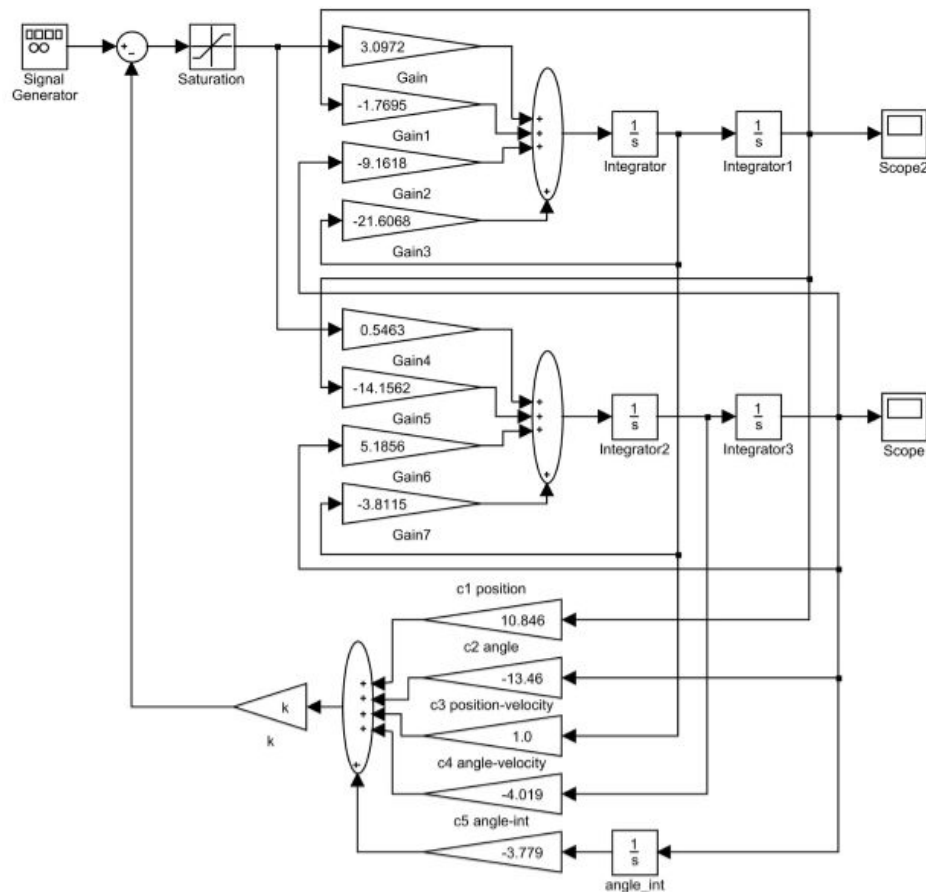 Signal
Generator
+
-
Saturation
3.0972
Gain
-1.7695
Gain1
-9.1618
Gain2
-21.6068
Gain3
+
+
+
+
1
s
Integrator
1
s
Integrator1
Scope2
0.5463
Gain4
-14.1562
Gain5
5.1856
Gain6
-3.8115
Gain7
+
+
+
+
1
s
Integrator2
1
s
Integrator3
Scope
c1 position
10.846
c2 angle
-13.46
c3 position-velocity
1.0
c4 angle-velocity
-4.019
c5 angle-int
-3.779
1
s
angle_int
+
+
+
+
+
k
k